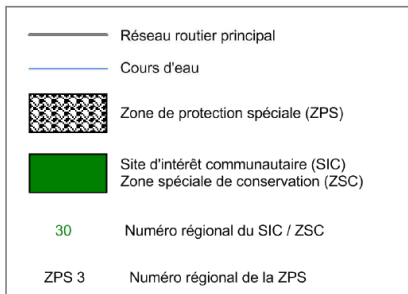 Réseau routier principal
Cours d'eau
Zone de protection spéciale (ZPS)
Site d'intérêt communautaire (SIC)
Zone spéciale de conservation (ZSC)
30 Numéro régional du SIC / ZSC
ZPS 3 Numéro régional de la ZPS